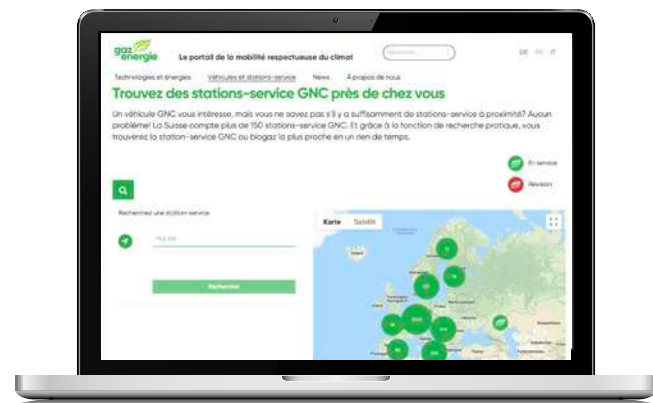 gaz energie
Le portail de la mobilité respectueuse du climat
DE FR IT
Technologies et énergies Véhicules et stations-service News À propos de nous
Trouvez des stations-service GNC près de chez vous
Un véhicule GNC vous intéresse, mais vous ne savez pas s'il y a suffisamment de stations-service à proximité? Aucun
problème! La Suisse compte plus de 150 stations-service GNC. Et grâce à la fonction de recherche pratique, vous
trouverez la station-service GNC ou biogaz la plus proche en un rien de temps.
En service
Révision
Recherchez une station-service
Rechercher
Karte Satellit